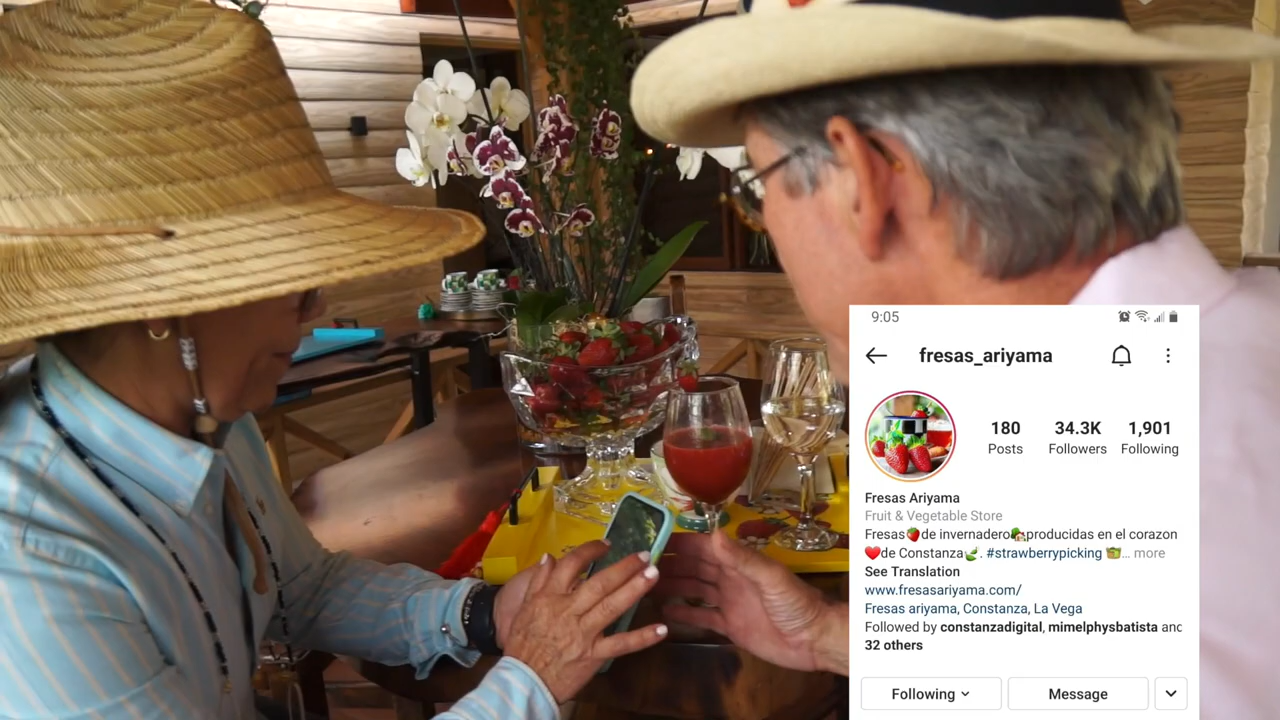 9:05
fresas_ariyama
180 34.3K 1,901
Posts Followers Following
Fresas Ariyama
Fruit & Vegetable Store
Fresas🍓de invernadero🏡producidas en el corazon
❤️de Constanza🌱. #strawberrypicking 🧺... more
See Translation
www.fresasariyama.com/
Fresas ariyama, Constanza, La Vega
Followed by constanzadigital, mimelphysbatista anc
32 others
Following Message